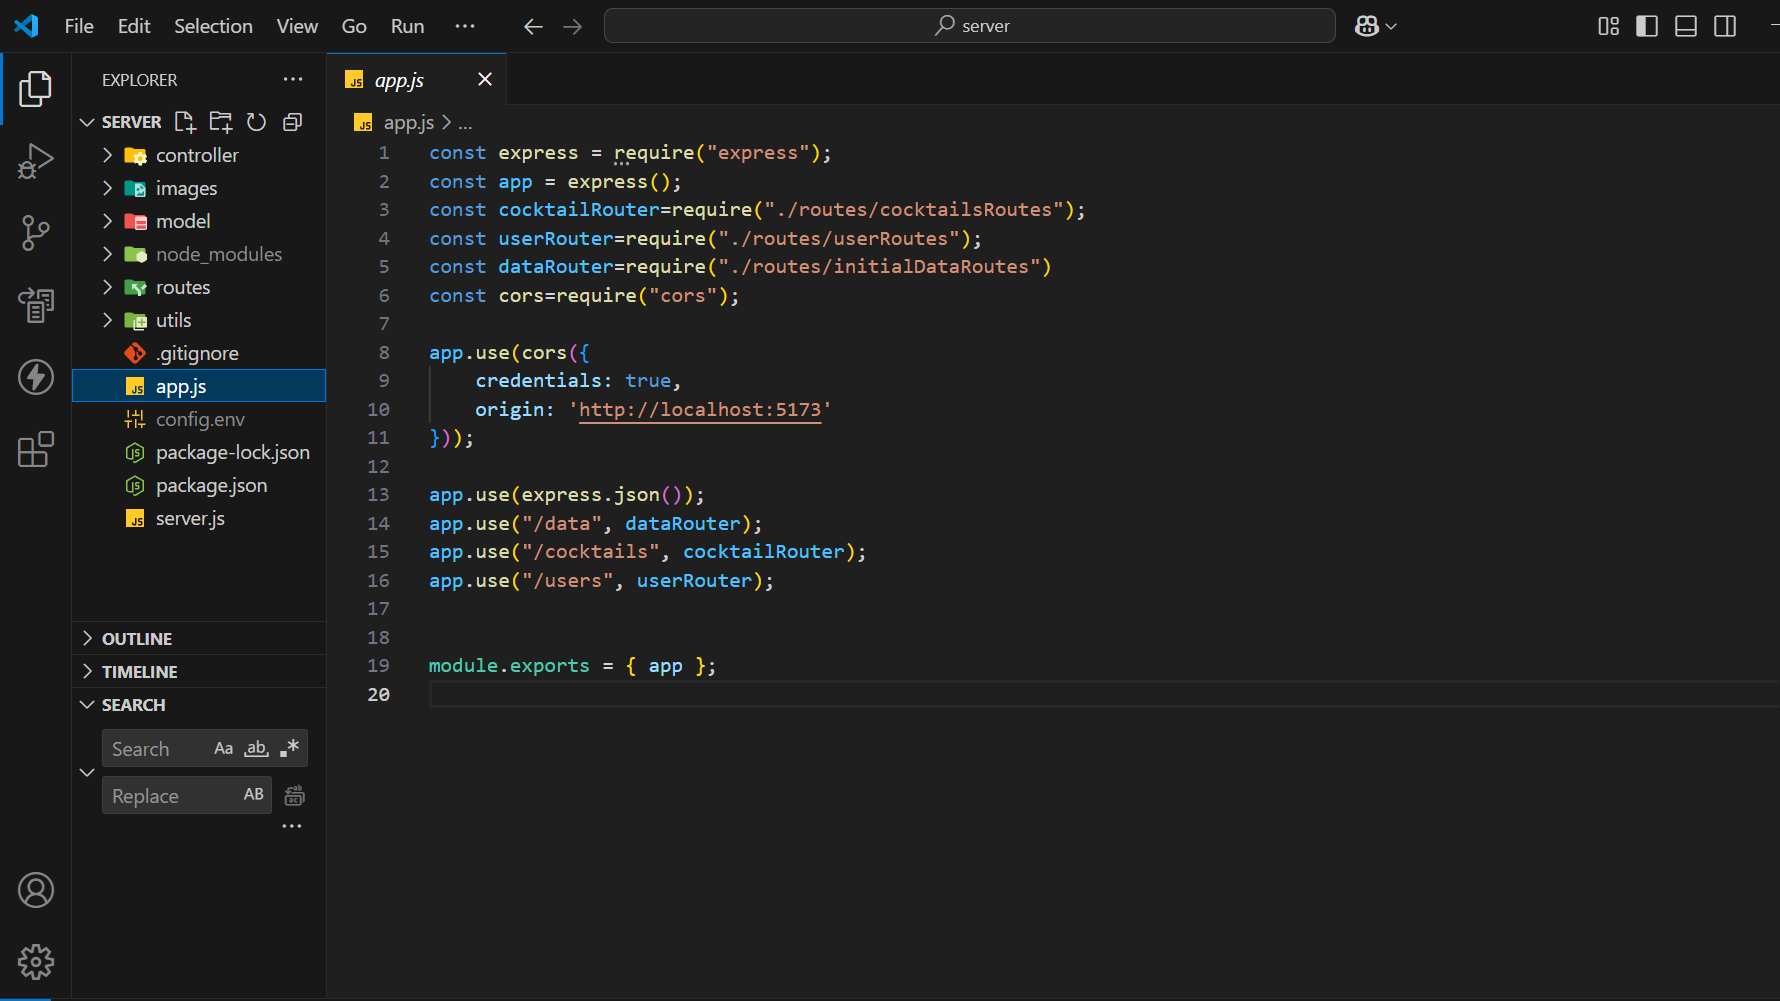 File Edit Selection View Go Run ... server
EXPLORER ...
SERVER
controller
images
model
node_modules
routes
utils
.gitignore
JS app.js
config.env
package-lock.json
package.json
JS server.js
OUTLINE
TIMELINE
SEARCH
Search Aa ab .*
Replace AB
...
JS app.js
JS app.js > ...
1 const express = require("express");
2 const app = express();
3 const cocktailRouter=require("./routes/cocktailsRoutes");
4 const userRouter=require("./routes/userRoutes");
5 const dataRouter=require("./routes/initialDataRoutes")
6 const cors=require("cors");
7
8 app.use(cors({
9     credentials: true,
10     origin: 'http://localhost:5173'
11 }));
12
13 app.use(express.json());
14 app.use("/data", dataRouter);
15 app.use("/cocktails", cocktailRouter);
16 app.use("/users", userRouter);
17
18
19 module.exports = { app };
20